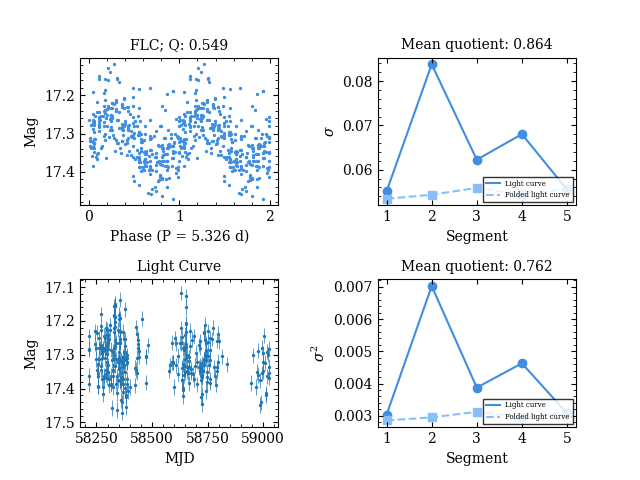 FLC; Q: 0.549
Mag
17.2
17.3
17.4
0 1 2
Phase (P = 5.326 d)
Mean quotient: 0.864
σ
0.08
0.07
0.06
Light curve
Folded light curve
1 2 3 4 5
Segment
Light Curve
Mag
17.1
17.2
17.3
17.4
17.5
58250 58500 58750 59000
MJD
Mean quotient: 0.762
σ²
0.007
0.006
0.005
0.004
0.003
Light curve
Folded light curve
1 2 3 4 5
Segment